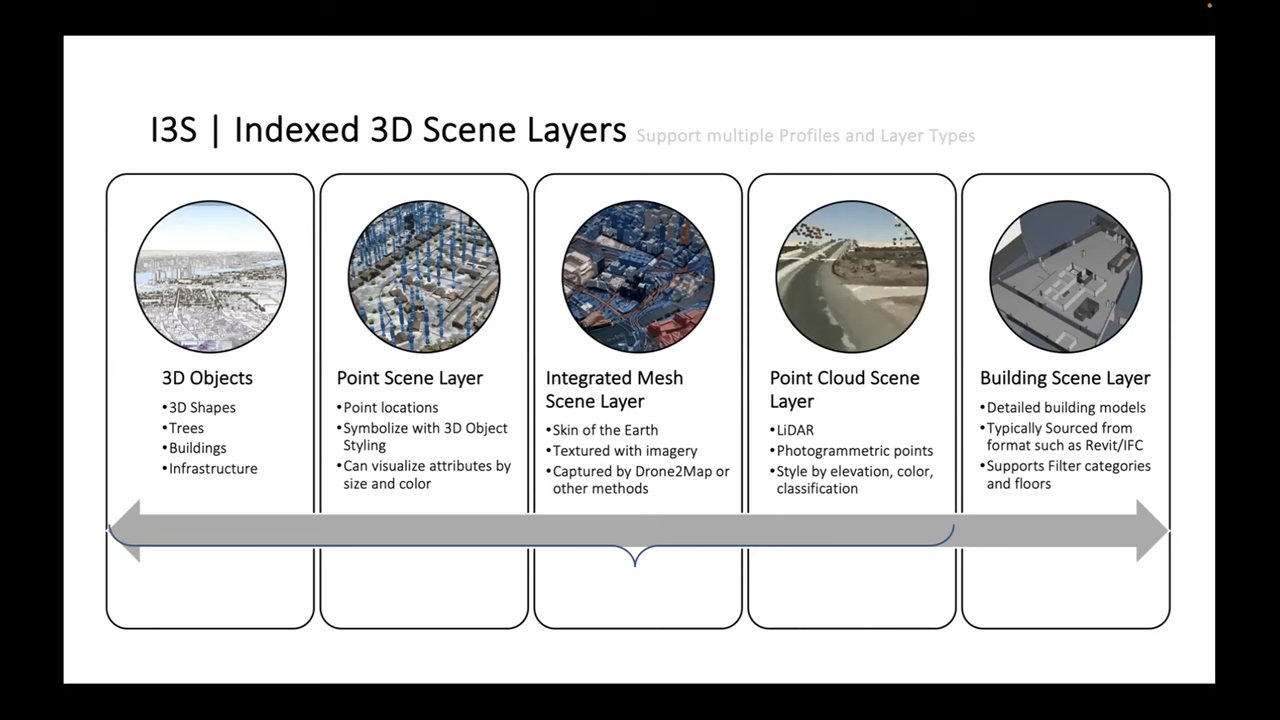 I3S | Indexed 3D Scene Layers Support multiple Profiles and Layer Types
3D Objects
•3D Shapes
•Trees
•Buildings
•Infrastructure
Point Scene Layer
•Point locations
•Symbolize with 3D Object
Styling
•Can visualize attributes by
size and color
Integrated Mesh
Scene Layer
•Skin of the Earth
•Textured with imagery
•Captured by Drone2Map or
other methods
Point Cloud Scene
Layer
•LiDAR
•Photogrammetric points
•Style by elevation, color,
classification
Building Scene Layer
•Detailed building models
•Typically Sourced from
format such as Revit/IFC
•Supports Filter categories
and floors